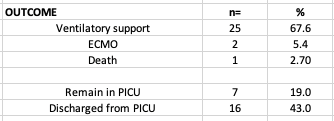 OUTCOME n= %
Ventilatory support 25 67.6
ECMO 2 5.4
Death 1 2.70
Remain in PICU 7 19.0
Discharged from PICU 16 43.0